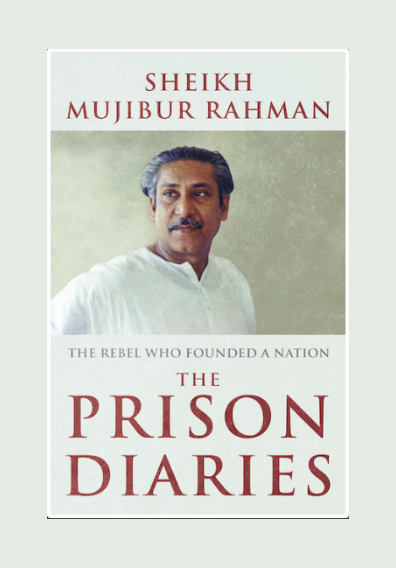 SHEIKH
MUJIBUR RAHMAN
THE REBEL WHO FOUNDED A NATION
THE
PRISON
DIARIES